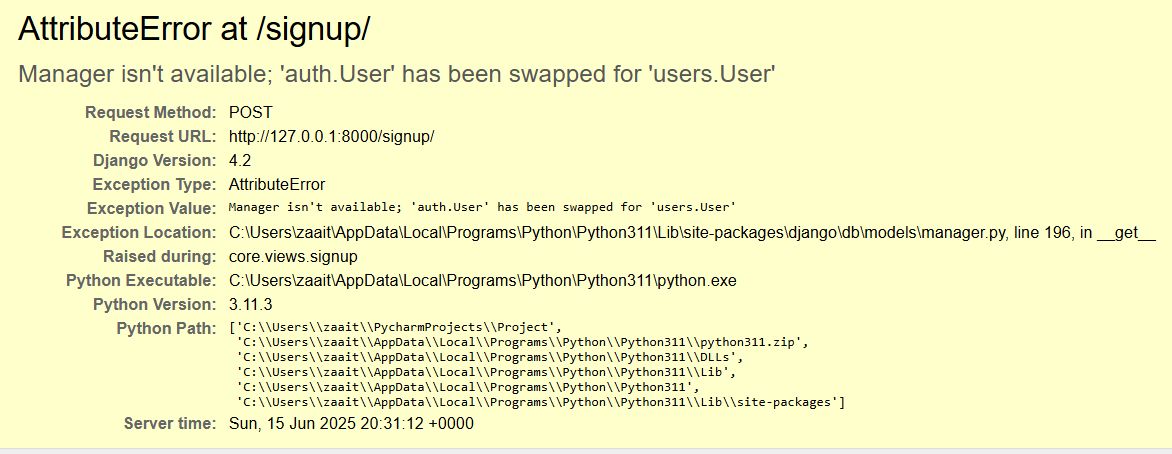 AttributeError at /signup/
Manager isn't available; 'auth.User' has been swapped for 'users.User'
Request Method: POST
Request URL: http://127.0.0.1:8000/signup/
Django Version: 4.2
Exception Type: AttributeError
Exception Value: Manager isn't available; 'auth.User' has been swapped for 'users.User'
Exception Location: C:\Users\zaait\AppData\Local\Programs\Python\Python311\Lib\site-packages\django\db\models\manager.py, line 196, in __get__
Raised during: core.views.signup
Python Executable: C:\Users\zaait\AppData\Local\Programs\Python\Python311\python.exe
Python Version: 3.11.3
Python Path: ['C:\\Users\\zaait\\PycharmProjects\\Project',
'C:\\Users\\zaait\\AppData\\Local\\Programs\\Python\\Python311\\python311.zip',
'C:\\Users\\zaait\\AppData\\Local\\Programs\\Python\\Python311\\DLLs',
'C:\\Users\\zaait\\AppData\\Local\\Programs\\Python\\Python311\\Lib',
'C:\\Users\\zaait\\AppData\\Local\\Programs\\Python\\Python311',
'C:\\Users\\zaait\\AppData\\Local\\Programs\\Python\\Python311\\Lib\\site-packages']
Server time: Sun, 15 Jun 2025 20:31:12 +0000